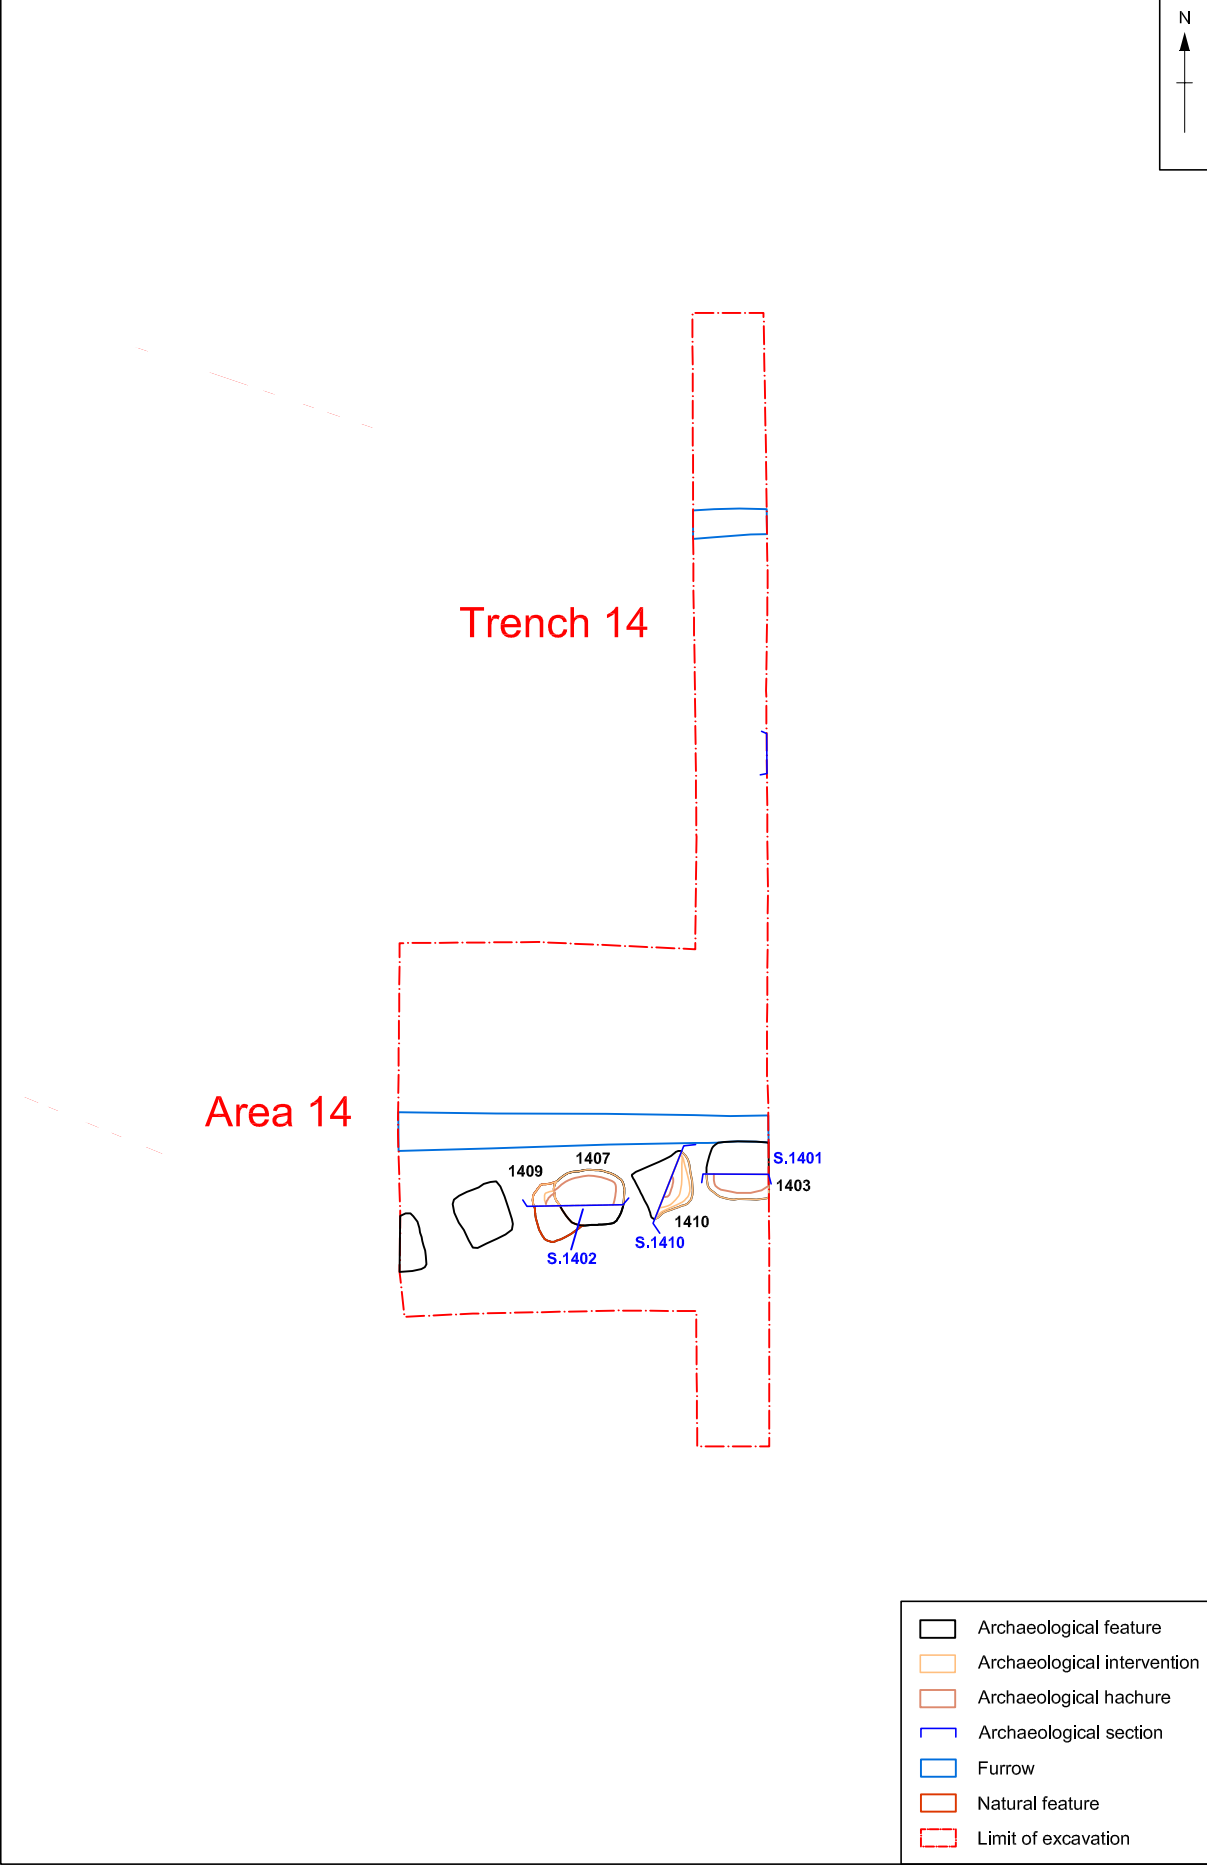 N
Trench 14
Area 14
1407
1409
S.1401
1403
1410
S.1410
S.1402
Archaeological feature
Archaeological intervention
Archaeological hachure
Archaeological section
Furrow
Natural feature
Limit of excavation